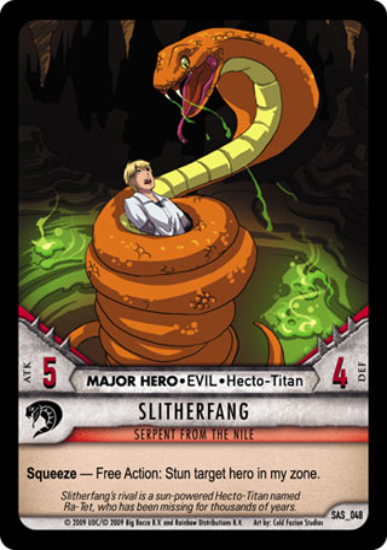 ATK 5 MAJOR HERO•EVIL•Hecto-Titan 4 DEF
SLITHERFANG
SERPENT FROM THE NILE
Squeeze — Free Action: Stun target hero in my zone.
Slitherfang's rival is a sun-powered Hecto-Titan named
Ra-Tet, who has been missing for thousands of years.
SAS_048
© 2009 UDC/© 2009 Big Bocca B.V. and Rainbow Distributions B.V. Art by: Cold Fuzion Studios